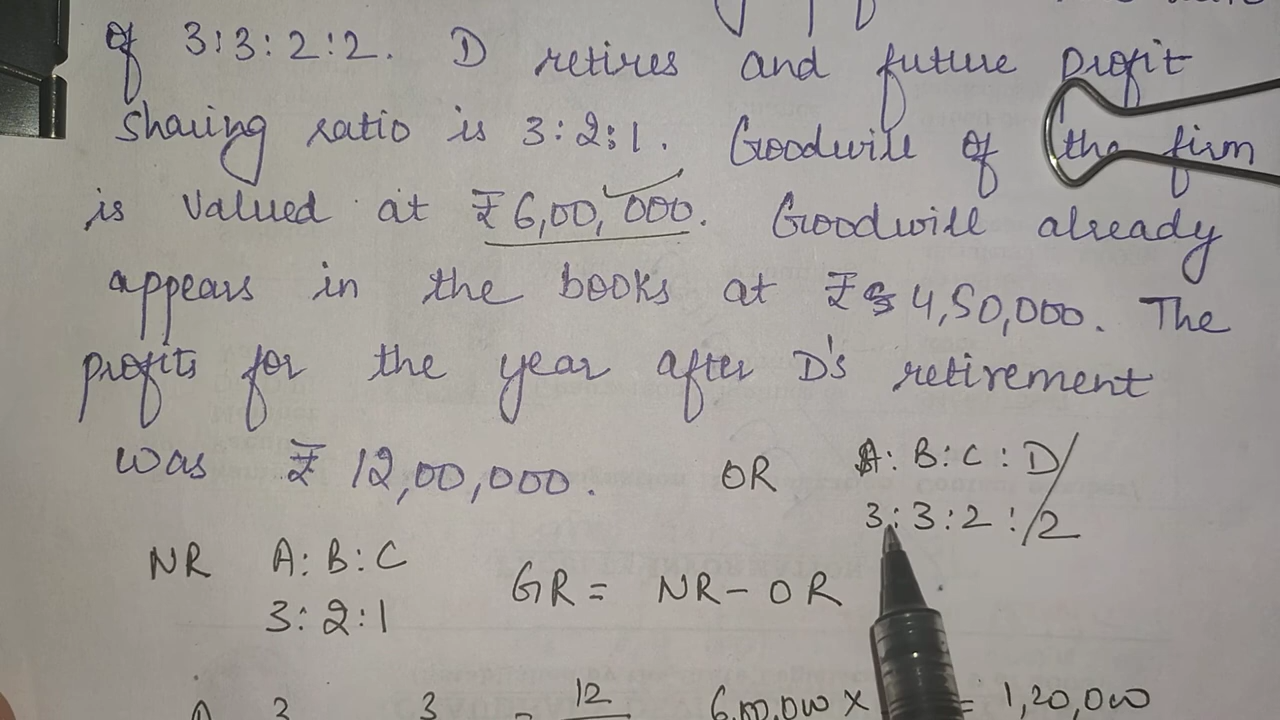 of 3:3:2:2. D retires and future profit
sharing ratio is 3:2:1. Goodwill of the firm
is valued at ₹6,00,000. Goodwill already
appears in the books at ₹ 4,50,000. The
profits for the year after D's retirement
was ₹ 12,00,000.
OR A:B:C:D/
3:3:2:/2
NR A:B:C
3:2:1
GR = NR-OR
3 3 = 12 6,00,000 x = 1,20,000